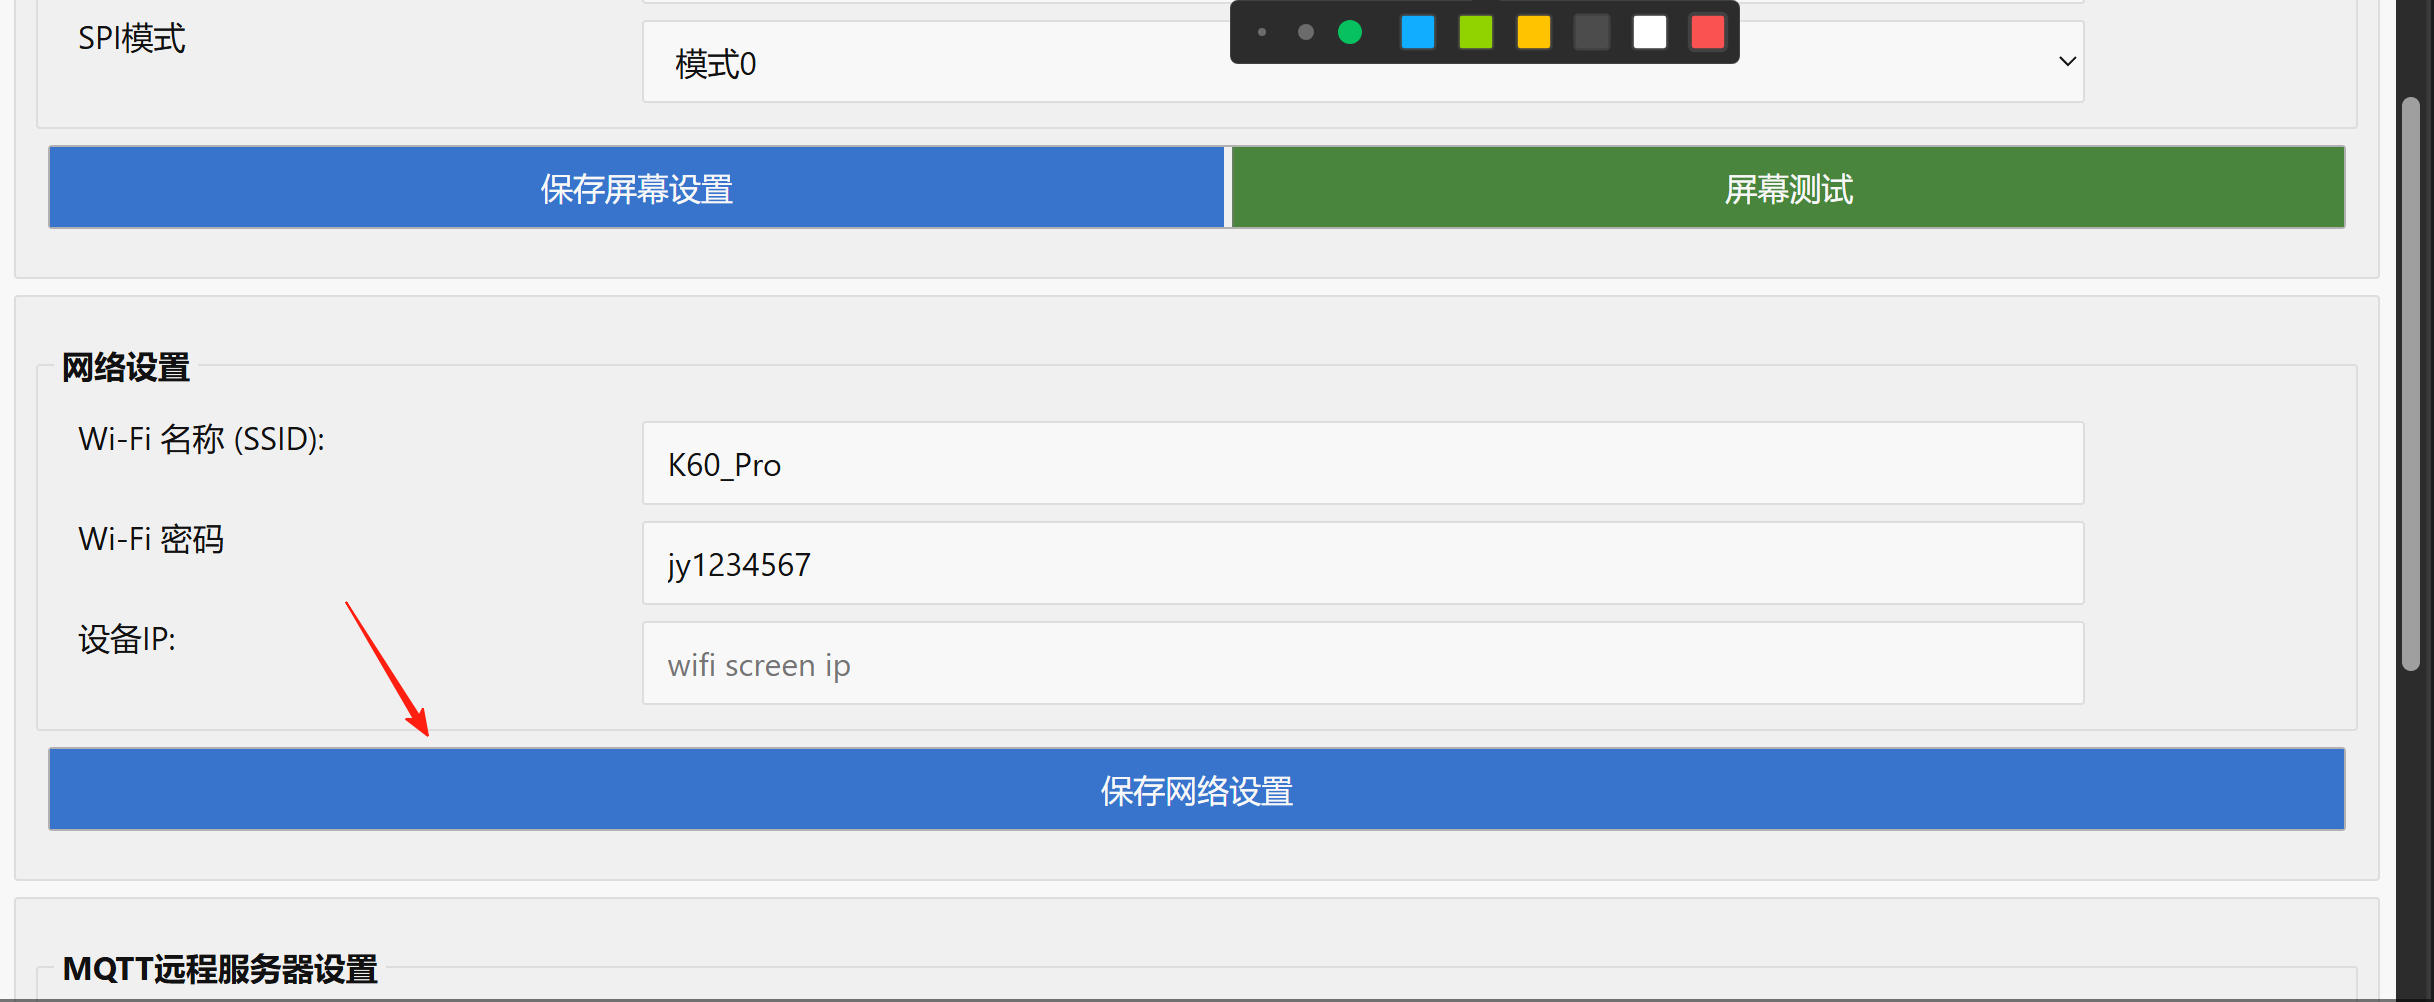 SPI模式
模式0
保存屏幕设置
屏幕测试
网络设置
Wi-Fi 名称 (SSID):
K60_Pro
Wi-Fi 密码
jy1234567
设备IP:
wifi screen ip
保存网络设置
MQTT远程服务器设置